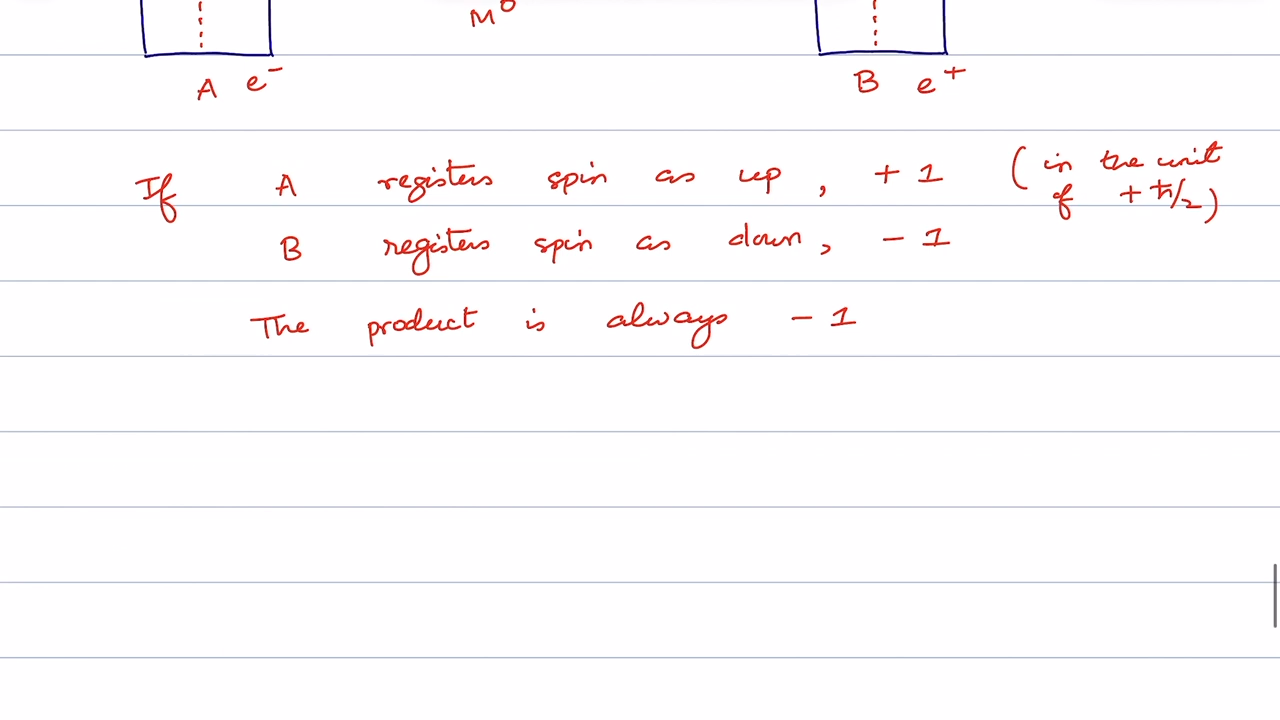 M⁰
A e⁻ B e⁺
If A registers spin as up, +1 (in the unit of +ℏ/2)
B registers spin as down, -1
The product is always -1